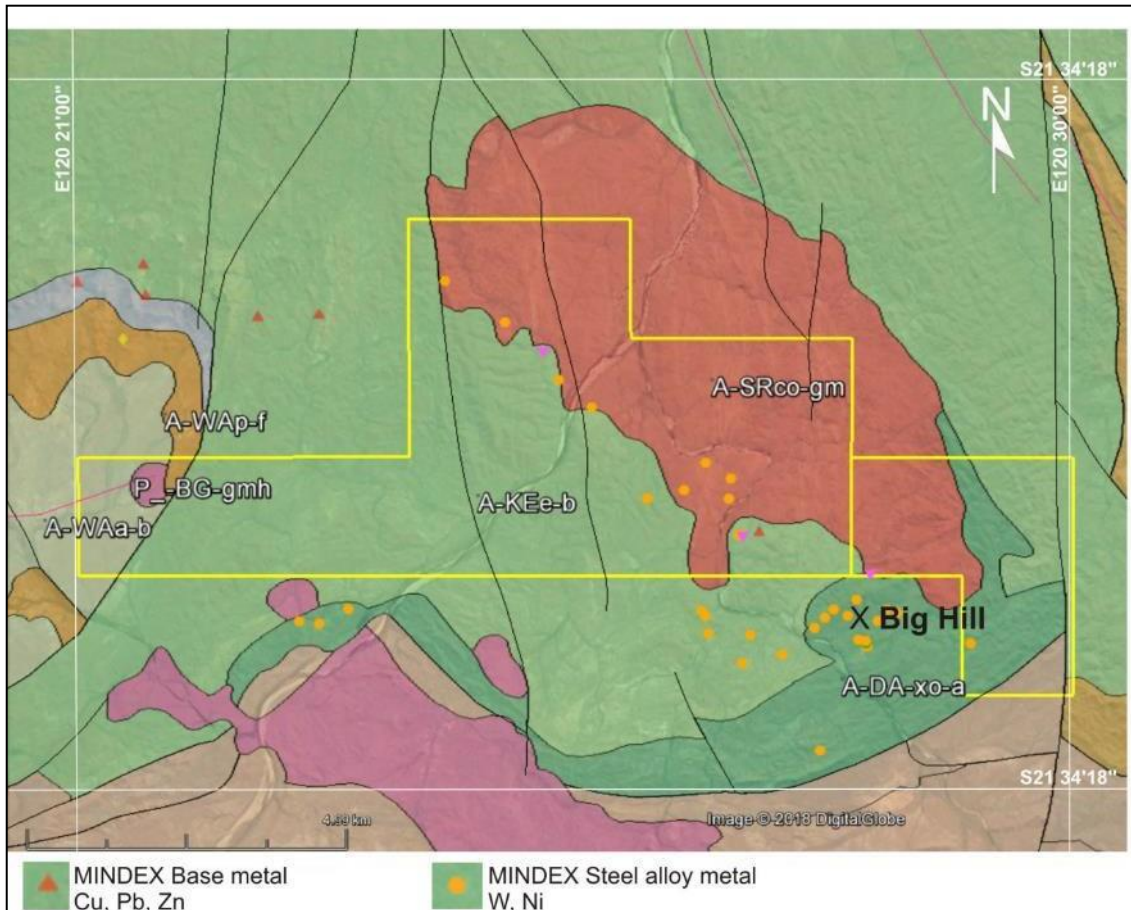 S21 34'18"
E120 21'00"
N
E120 30'00"
A-SRco-gm
A-WAp-f
P_-BG-gmh
A-KEe-b
A-WAa-b
X Big Hill
A-DA-xo-a
S21 34'18"
4.99 km
Image © 2018 DigitalGlobe
MINDEX Base metal
Cu, Pb, Zn
MINDEX Steel alloy metal
W, Ni